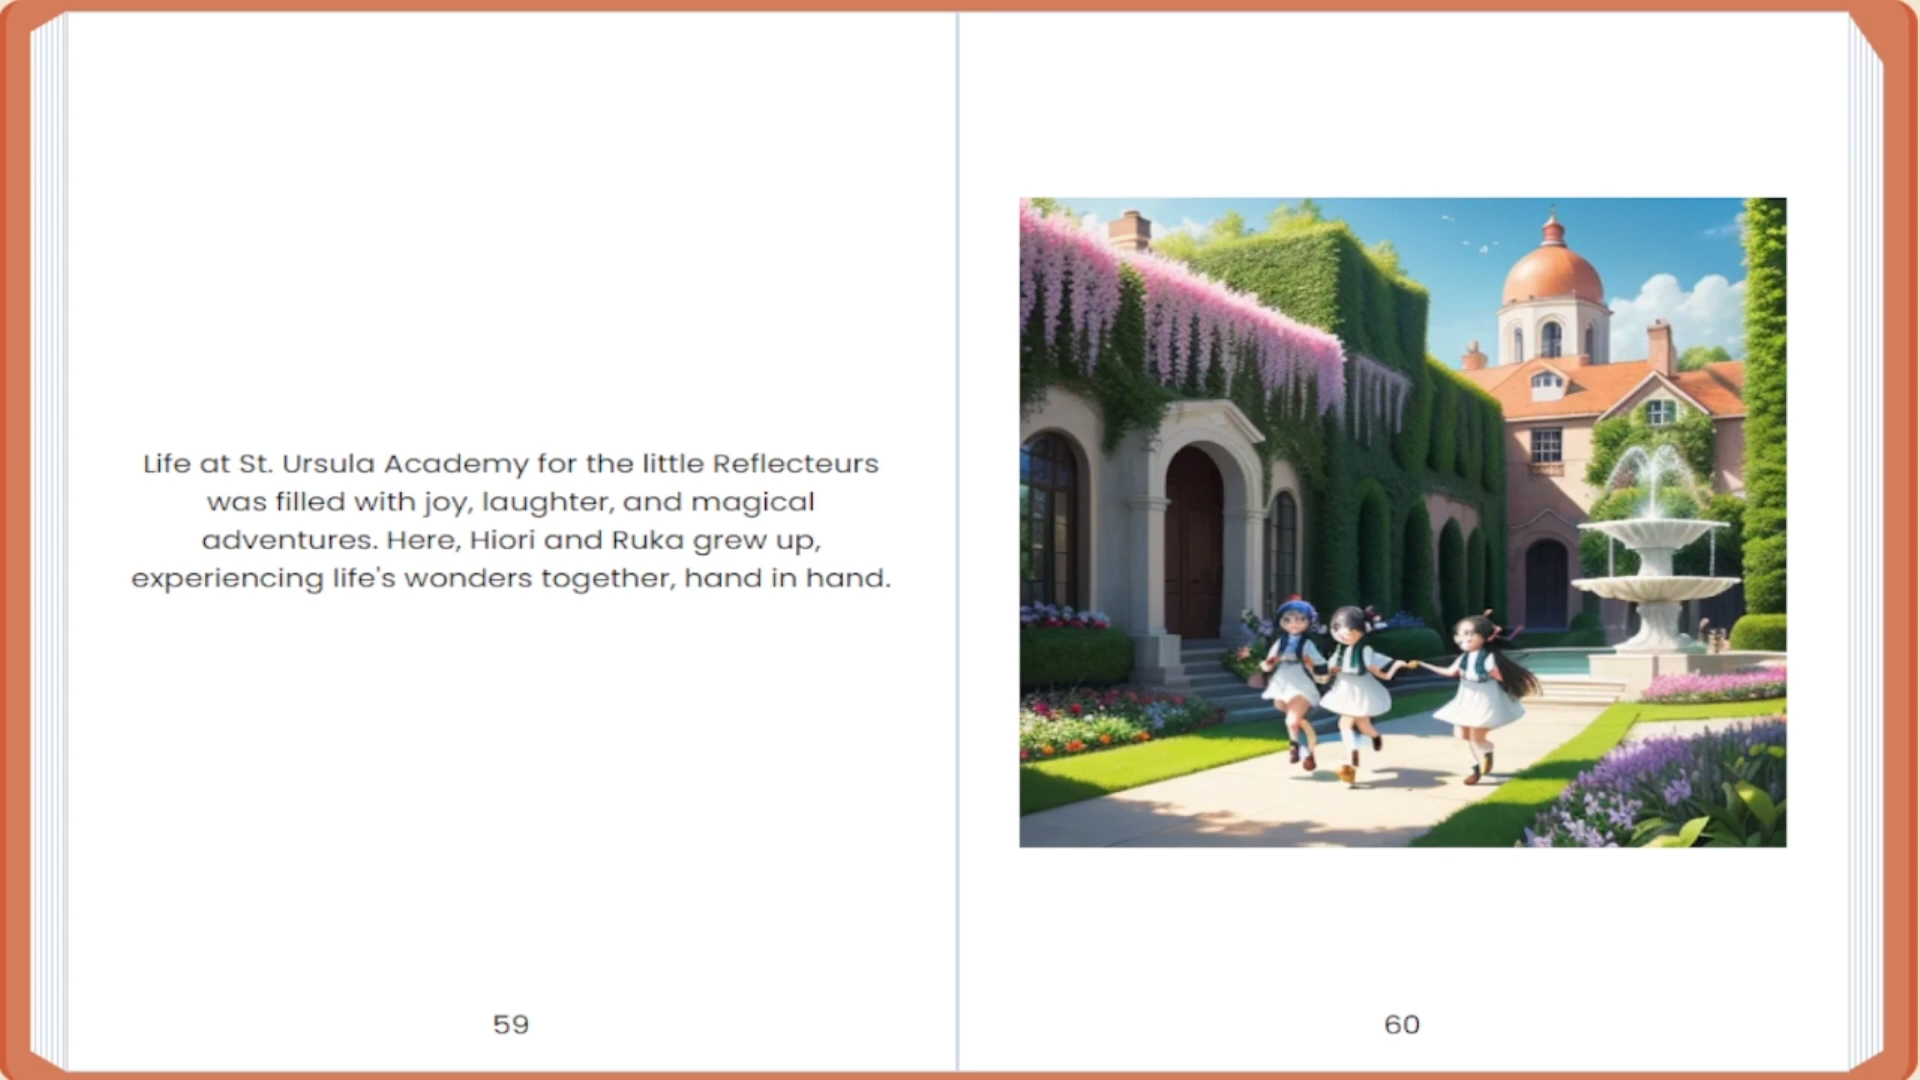 Life at St. Ursula Academy for the little Reflecteurs
was filled with joy, laughter, and magical
adventures. Here, Hiori and Ruka grew up,
experiencing life's wonders together, hand in hand.
59
60